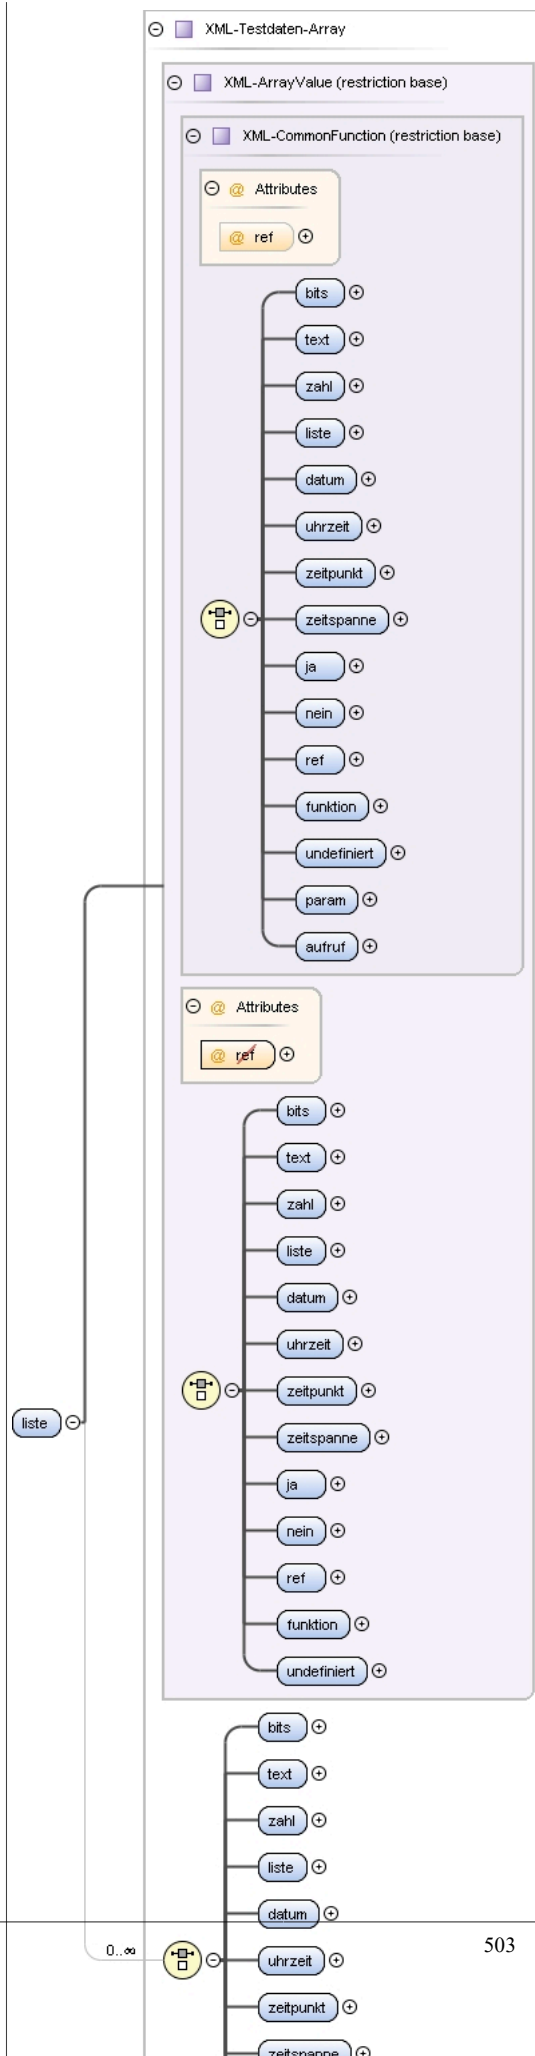 XML-Testdaten-Array
XML-ArrayValue (restriction base)
XML-CommonFunction (restriction base)
@ Attributes
@ ref
bits
text
zahl
liste
datum
uhrzeit
zeitpunkt
zeitspanne
ja
nein
ref
funktion
undefiniert
param
aufruf
@ Attributes
@ ref
bits
text
zahl
liste
datum
uhrzeit
zeitpunkt
liste
zeitspanne
ja
nein
ref
funktion
undefiniert
bits
text
zahl
liste
datum
0..∞
uhrzeit
503
zeitpunkt
zeitspanne